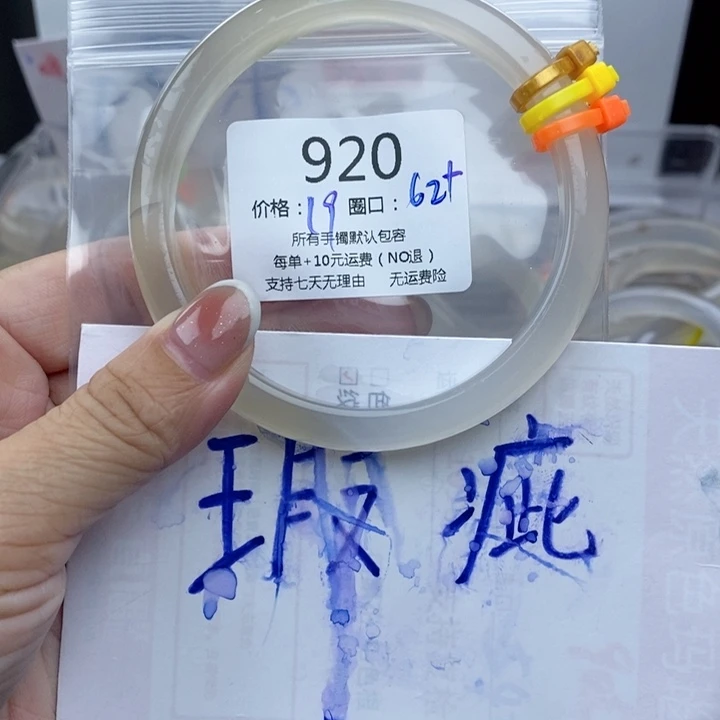 920
价格：19 圈口：62+
所有手镯默认包容
每单+10元运费（NO退）
支持七天无理由 无运费险
瑕疵